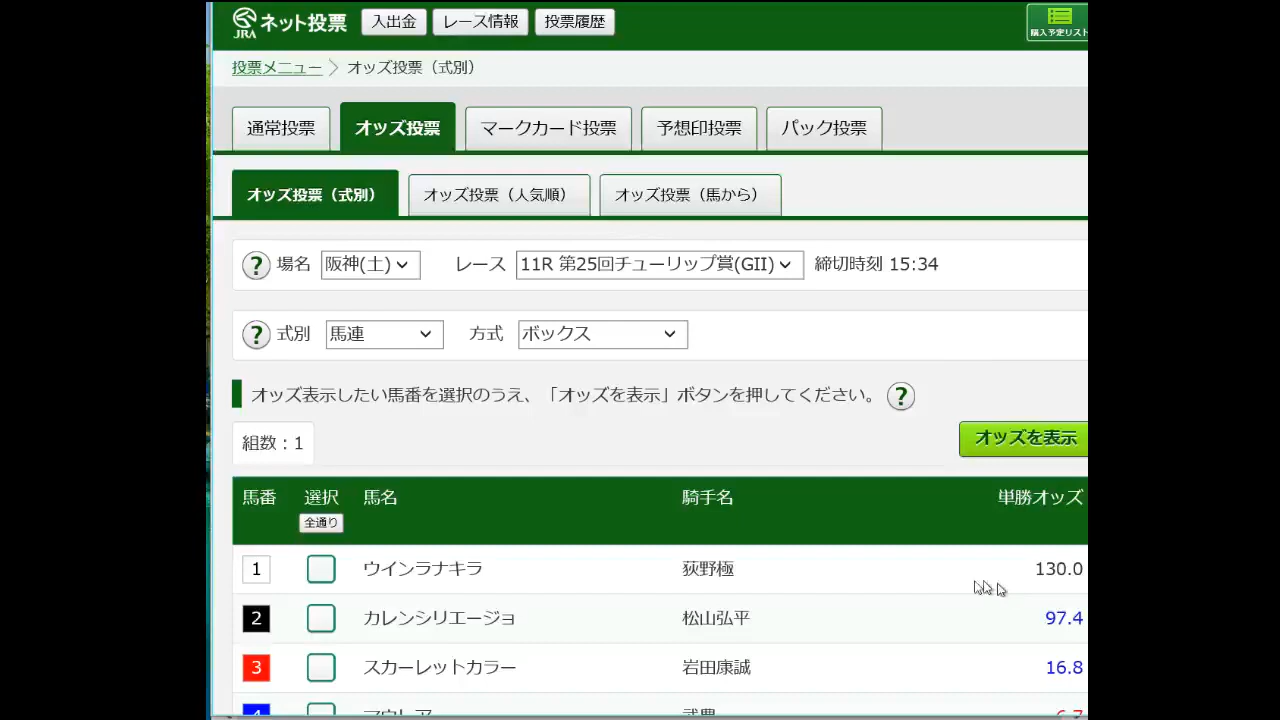 JRA ネット投票 入出金 レース情報 投票履歴 購入予定リスト
投票メニュー > オッズ投票（式別）
通常投票 オッズ投票 マークカード投票 予想印投票 パック投票
オッズ投票（式別） オッズ投票（人気順） オッズ投票（馬から）
? 場名 阪神(土) レース 11R 第25回チューリップ賞(GII) 締切時刻 15:34
? 式別 馬連 方式 ボックス
オッズ表示したい馬番を選択のうえ、「オッズを表示」ボタンを押してください。 ?
組数：1 オッズを表示
馬番 選択 馬名 騎手名 単勝オッズ
全通り
1 ウインラナキラ 荻野極 130.0
2 カレンシリエージョ 松山弘平 97.4
3 スカーレットカラー 岩田康誠 16.8
4 マウレア 武豊 6.7